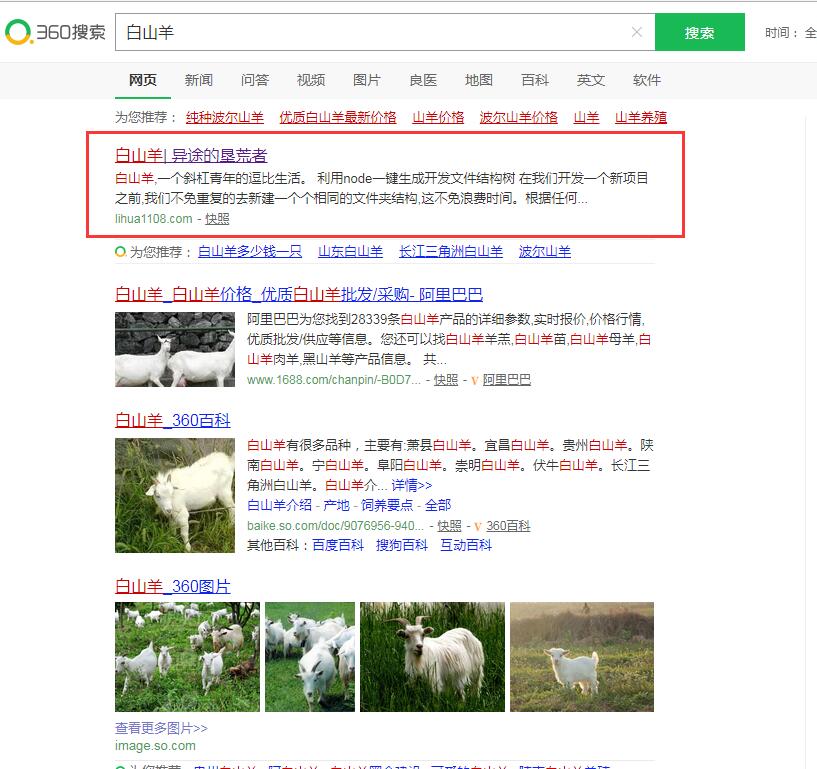 360搜索 白山羊 搜索 时间： 全
网页 新闻 问答 视频 图片 良医 地图 百科 英文 软件
为您推荐： 纯种波尔山羊 优质白山羊最新价格 山羊价格 波尔山羊价格 山羊 山羊养殖
白山羊| 异途的垦荒者
白山羊,一个斜杠青年的逗比生活。 利用node一键生成开发文件结构树 在我们开发一个新项目
之前,我们不免重复的去新建一个个相同的文件夹结构,这不免浪费时间。根据任何...
lihua1108.com - 快照
为您推荐： 白山羊多少钱一只 山东白山羊 长江三角洲白山羊 波尔山羊
白山羊_白山羊价格_优质白山羊批发/采购- 阿里巴巴
阿里巴巴为您找到28339条白山羊产品的详细参数,实时报价,价格行情,
优质批发/供应等信息。您还可以找白山羊羊羔,白山羊苗,白山羊母羊,白
山羊肉羊,黑山羊等产品信息。 共...
www.1688.com/chanpin/-B0D7... - 快照 - V 阿里巴巴
白山羊_360百科
白山羊有很多品种，主要有:萧县白山羊。宜昌白山羊。贵州白山羊。陕
南白山羊。宁白山羊。阜阳白山羊。崇明白山羊。伏牛白山羊。长江三
角洲白山羊。白山羊介... 详情>>
白山羊介绍 - 产地 - 饲养要点 - 全部
baike.so.com/doc/9076956-940... - 快照 - V 360百科
其他百科：百度百科 搜狗百科 互动百科
白山羊_360图片
查看更多图片>>
image.so.com